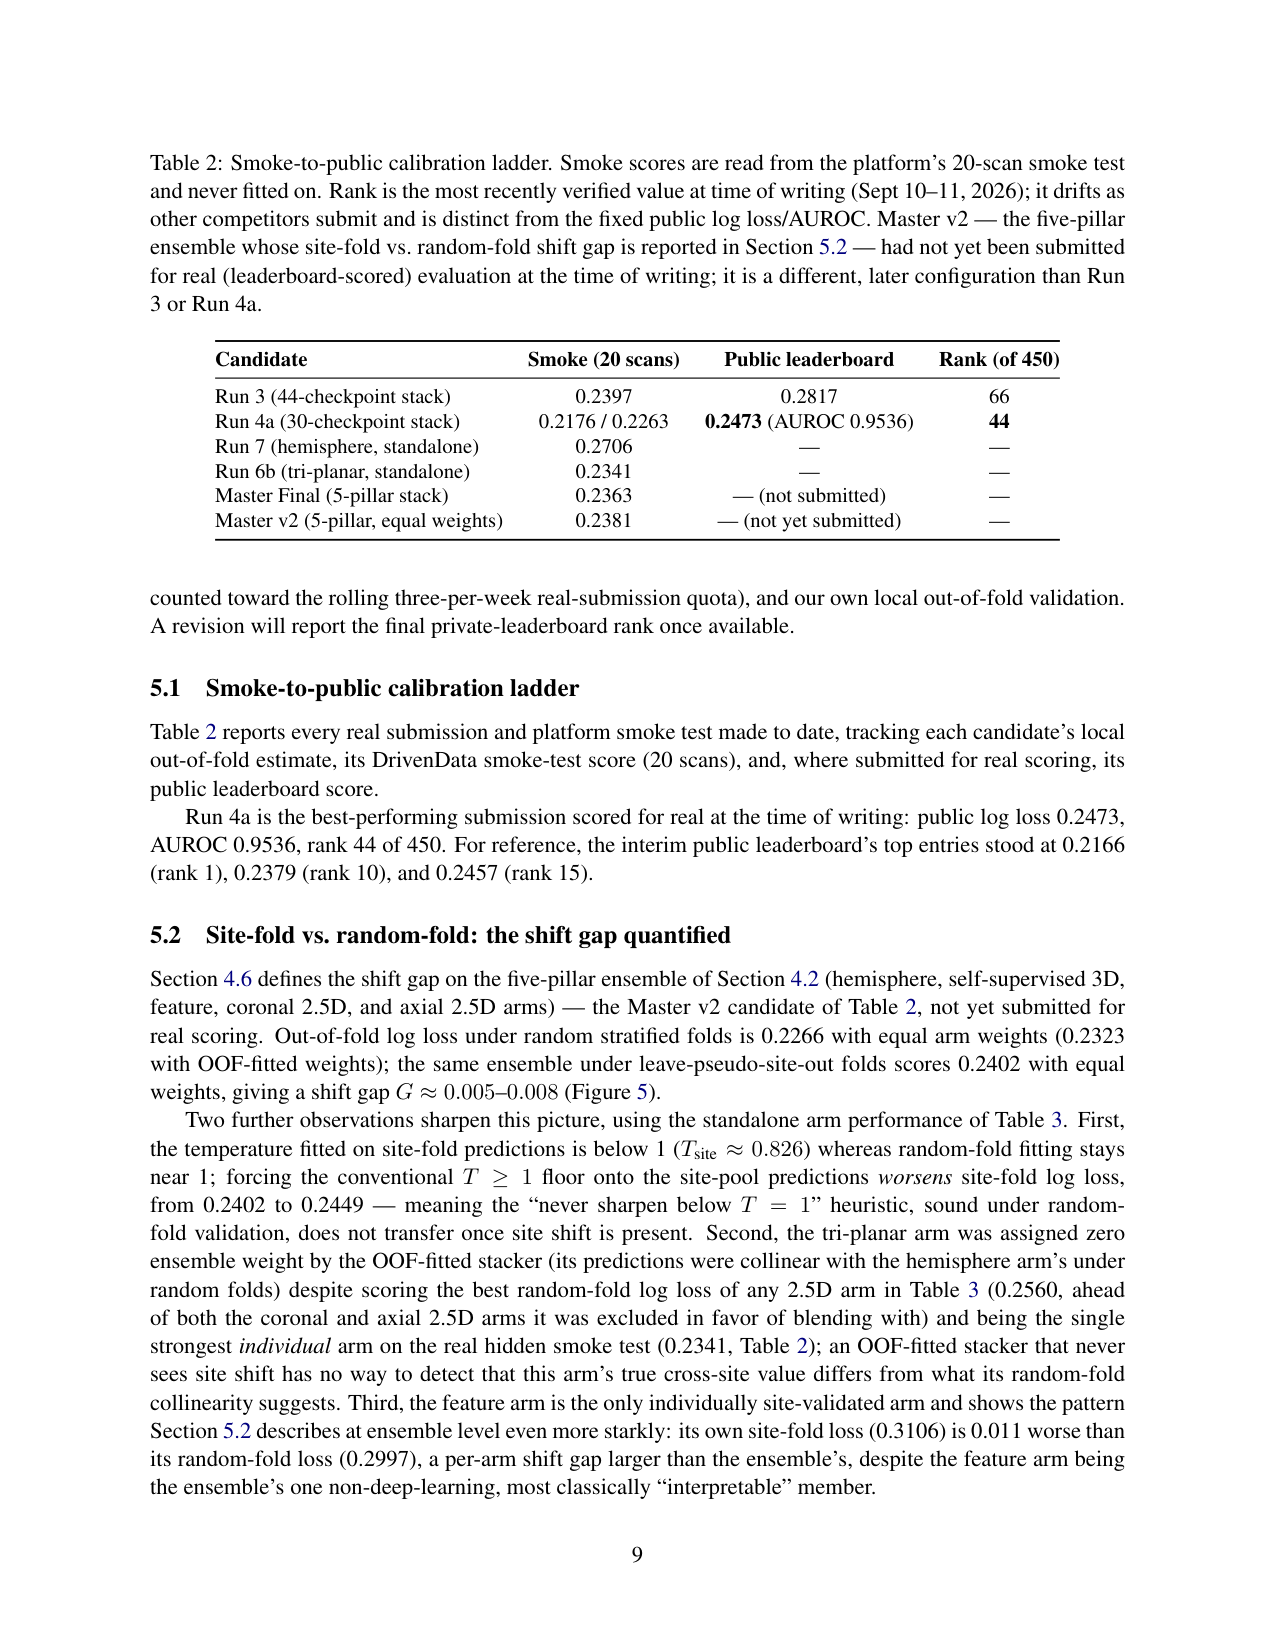 Table 2: Smoke-to-public calibration ladder. Smoke scores are read from the platform's 20-scan smoke test
and never fitted on. Rank is the most recently verified value at time of writing (Sept 10–11, 2026); it drifts as
other competitors submit and is distinct from the fixed public log loss/AUROC. Master v2 — the five-pillar
ensemble whose site-fold vs. random-fold shift gap is reported in Section 5.2 — had not yet been submitted
for real (leaderboard-scored) evaluation at the time of writing; it is a different, later configuration than Run
3 or Run 4a.
Candidate Smoke (20 scans) Public leaderboard Rank (of 450)
Run 3 (44-checkpoint stack) 0.2397 0.2817 66
Run 4a (30-checkpoint stack) 0.2176 / 0.2263 0.2473 (AUROC 0.9536) 44
Run 7 (hemisphere, standalone) 0.2706 — —
Run 6b (tri-planar, standalone) 0.2341 — —
Master Final (5-pillar stack) 0.2363 — (not submitted) —
Master v2 (5-pillar, equal weights) 0.2381 — (not yet submitted) —
counted toward the rolling three-per-week real-submission quota), and our own local out-of-fold validation.
A revision will report the final private-leaderboard rank once available.
5.1 Smoke-to-public calibration ladder
Table 2 reports every real submission and platform smoke test made to date, tracking each candidate's local
out-of-fold estimate, its DrivenData smoke-test score (20 scans), and, where submitted for real scoring, its
public leaderboard score.
Run 4a is the best-performing submission scored for real at the time of writing: public log loss 0.2473,
AUROC 0.9536, rank 44 of 450. For reference, the interim public leaderboard's top entries stood at 0.2166
(rank 1), 0.2379 (rank 10), and 0.2457 (rank 15).
5.2 Site-fold vs. random-fold: the shift gap quantified
Section 4.6 defines the shift gap on the five-pillar ensemble of Section 4.2 (hemisphere, self-supervised 3D,
feature, coronal 2.5D, and axial 2.5D arms) — the Master v2 candidate of Table 2, not yet submitted for
real scoring. Out-of-fold log loss under random stratified folds is 0.2266 with equal arm weights (0.2323
with OOF-fitted weights); the same ensemble under leave-pseudo-site-out folds scores 0.2402 with equal
weights, giving a shift gap G ≈ 0.005–0.008 (Figure 5).
Two further observations sharpen this picture, using the standalone arm performance of Table 3. First,
the temperature fitted on site-fold predictions is below 1 (T_site ≈ 0.826) whereas random-fold fitting stays
near 1; forcing the conventional T ≥ 1 floor onto the site-pool predictions worsens site-fold log loss,
from 0.2402 to 0.2449 — meaning the “never sharpen below T = 1” heuristic, sound under random-
fold validation, does not transfer once site shift is present. Second, the tri-planar arm was assigned zero
ensemble weight by the OOF-fitted stacker (its predictions were collinear with the hemisphere arm's under
random folds) despite scoring the best random-fold log loss of any 2.5D arm in Table 3 (0.2560, ahead
of both the coronal and axial 2.5D arms it was excluded in favor of blending with) and being the single
strongest individual arm on the real hidden smoke test (0.2341, Table 2); an OOF-fitted stacker that never
sees site shift has no way to detect that this arm's true cross-site value differs from what its random-fold
collinearity suggests. Third, the feature arm is the only individually site-validated arm and shows the pattern
Section 5.2 describes at ensemble level even more starkly: its own site-fold loss (0.3106) is 0.011 worse than
its random-fold loss (0.2997), a per-arm shift gap larger than the ensemble's, despite the feature arm being
the ensemble's one non-deep-learning, most classically “interpretable” member.
9